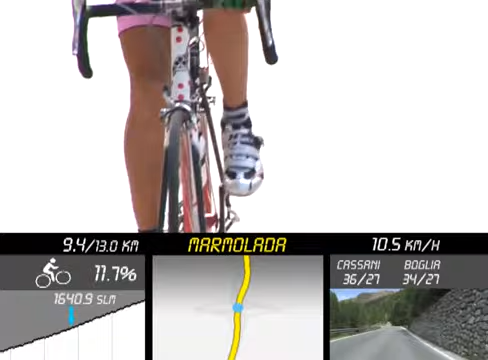 9.4/13.0 KM
MARMOLADA
10.5 KM/H
11.7%
CASSANI BOGLIA
36/27 34/27
1640.9 SLM